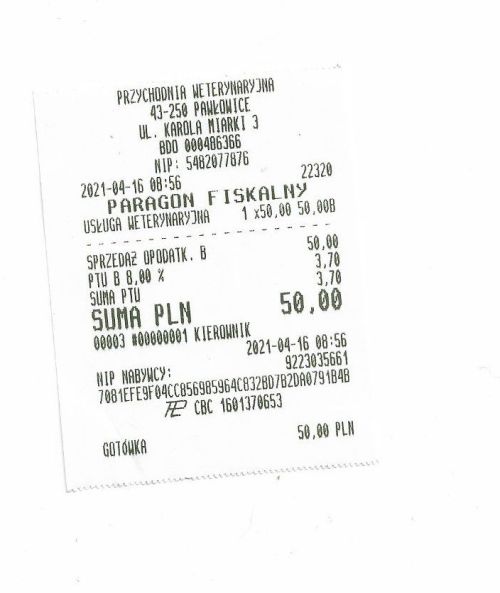 PRZYCHODNIA WETERYNARYJNA
43-250 PAWŁOWICE
UL. KAROLA MIARKI 3
BDO 000486366
NIP: 5482077876
2021-04-16 08:56 22320
PARAGON FISKALNY
USŁUGA WETERYNARYJNA 1 x50,00 50,00B
SPRZEDAŻ OPODATK. B 50,00
PTU B 8,00 % 3,70
SUMA PTU 3,70
SUMA PLN 50,00
00003 #00000001 KIEROWNIK
2021-04-16 08:56
NIP NABYWCY: 9223035661
7081EFE9F04CC856985964C832BD7B2DA0791B4B
CBC 1601370653
GOTÓWKA 50,00 PLN